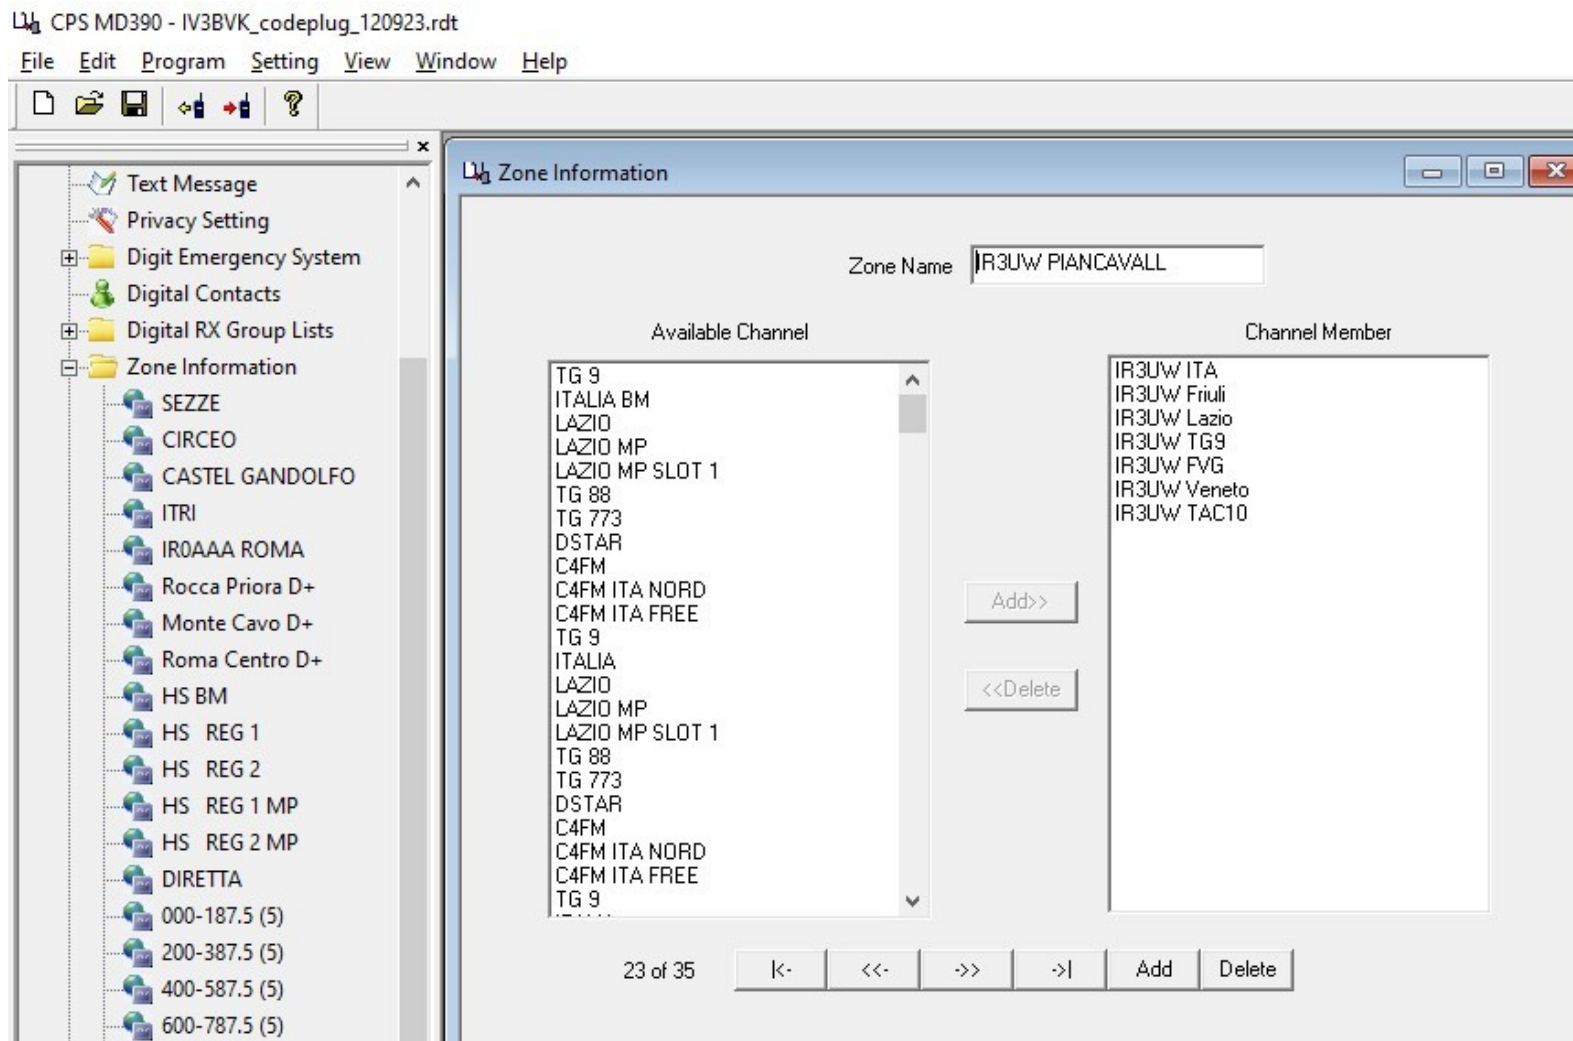 CPS MD390 - IV3BVK_codeplug_120923.rdt
File Edit Program Setting View Window Help
Text Message
Privacy Setting
Digit Emergency System
Digital Contacts
Digital RX Group Lists
Zone Information
SEZZE
CIRCEO
CASTEL GANDOLFO
ITRI
IR0AAA ROMA
Rocca Priora D+
Monte Cavo D+
Roma Centro D+
HS BM
HS REG 1
HS REG 2
HS REG 1 MP
HS REG 2 MP
DIRETTA
000-187.5 (5)
200-387.5 (5)
400-587.5 (5)
600-787.5 (5)
Zone Information
Zone Name IR3UW PIANCAVALL
Available Channel
TG 9
ITALIA BM
LAZIO
LAZIO MP
LAZIO MP SLOT 1
TG 88
TG 773
DSTAR
C4FM
C4FM ITA NORD
C4FM ITA FREE
TG 9
ITALIA
LAZIO
LAZIO MP
LAZIO MP SLOT 1
TG 88
TG 773
DSTAR
C4FM
C4FM ITA NORD
C4FM ITA FREE
TG 9
Add>>
<<Delete
Channel Member
IR3UW ITA
IR3UW Friuli
IR3UW Lazio
IR3UW TG9
IR3UW FVG
IR3UW Veneto
IR3UW TAC10
23 of 35 |<- <<- ->> ->| Add Delete